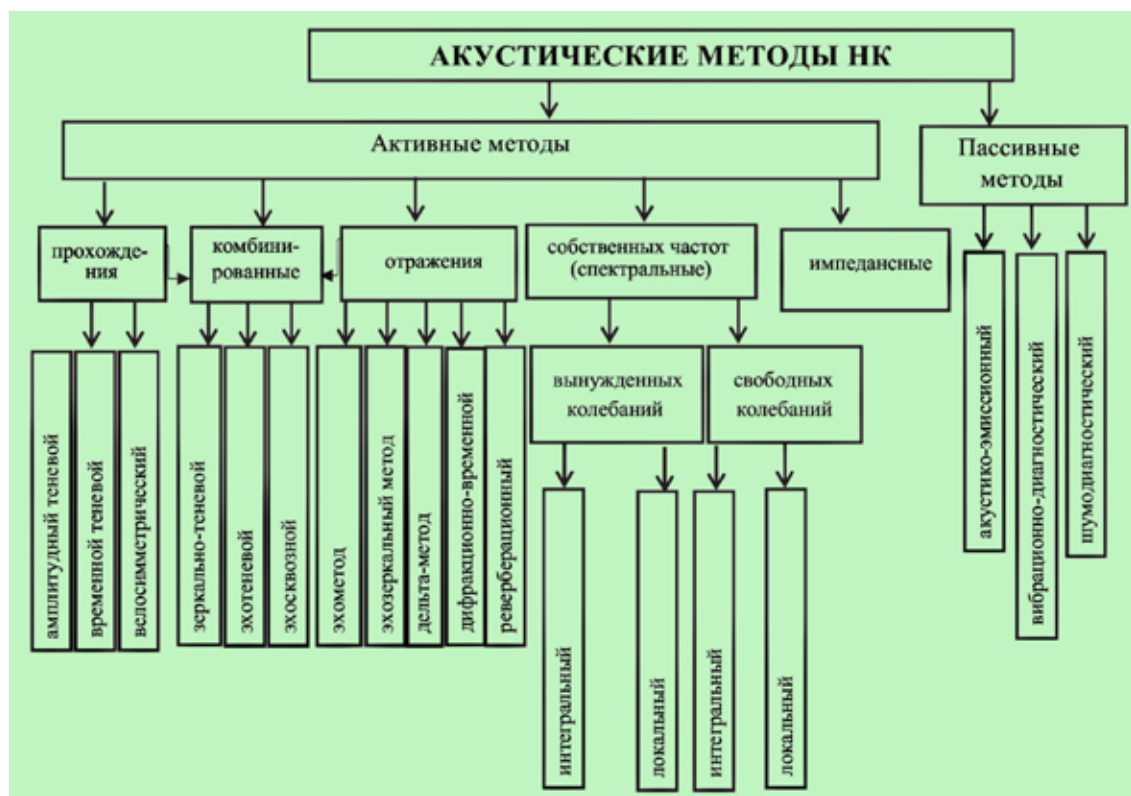 АКУСТИЧЕСКИЕ МЕТОДЫ НК
Активные методы
Пассивные
методы
прохожде-
ния
комбини-
рованные
отражения
собственных частот
(спектральные)
импедансные
вынужденных
колебаний
свободных
колебаний
амплитудный теневой
временной теневой
велосимметрический
зеркально-теневой
эхотеневой
эхосквозной
эхометод
эхозеркальный метод
дельта-метод
дифракционно-временной
реверберационный
интегральный
локальный
интегральный
локальный
акустико-эмиссионный
вибрационно-диагностический
шумодиагностический